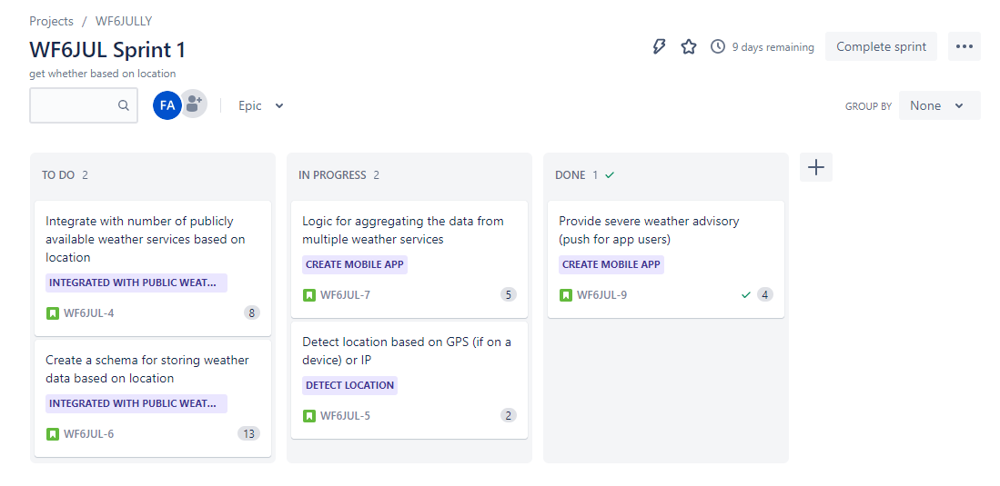 Projects / WF6JULLY
WF6JUL Sprint 1
9 days remaining
Complete sprint
get whether based on location
FA
Epic
GROUP BY
None
TO DO 2
Integrate with number of publicly
available weather services based on
location
INTEGRATED WITH PUBLIC WEAT...
WF6JUL-4
8
Create a schema for storing weather
data based on location
INTEGRATED WITH PUBLIC WEAT...
WF6JUL-6
13
IN PROGRESS 2
Logic for aggregating the data from
multiple weather services
CREATE MOBILE APP
WF6JUL-7
5
Detect location based on GPS (if on a
device) or IP
DETECT LOCATION
WF6JUL-5
2
DONE 1
Provide severe weather advisory
(push for app users)
CREATE MOBILE APP
WF6JUL-9
4